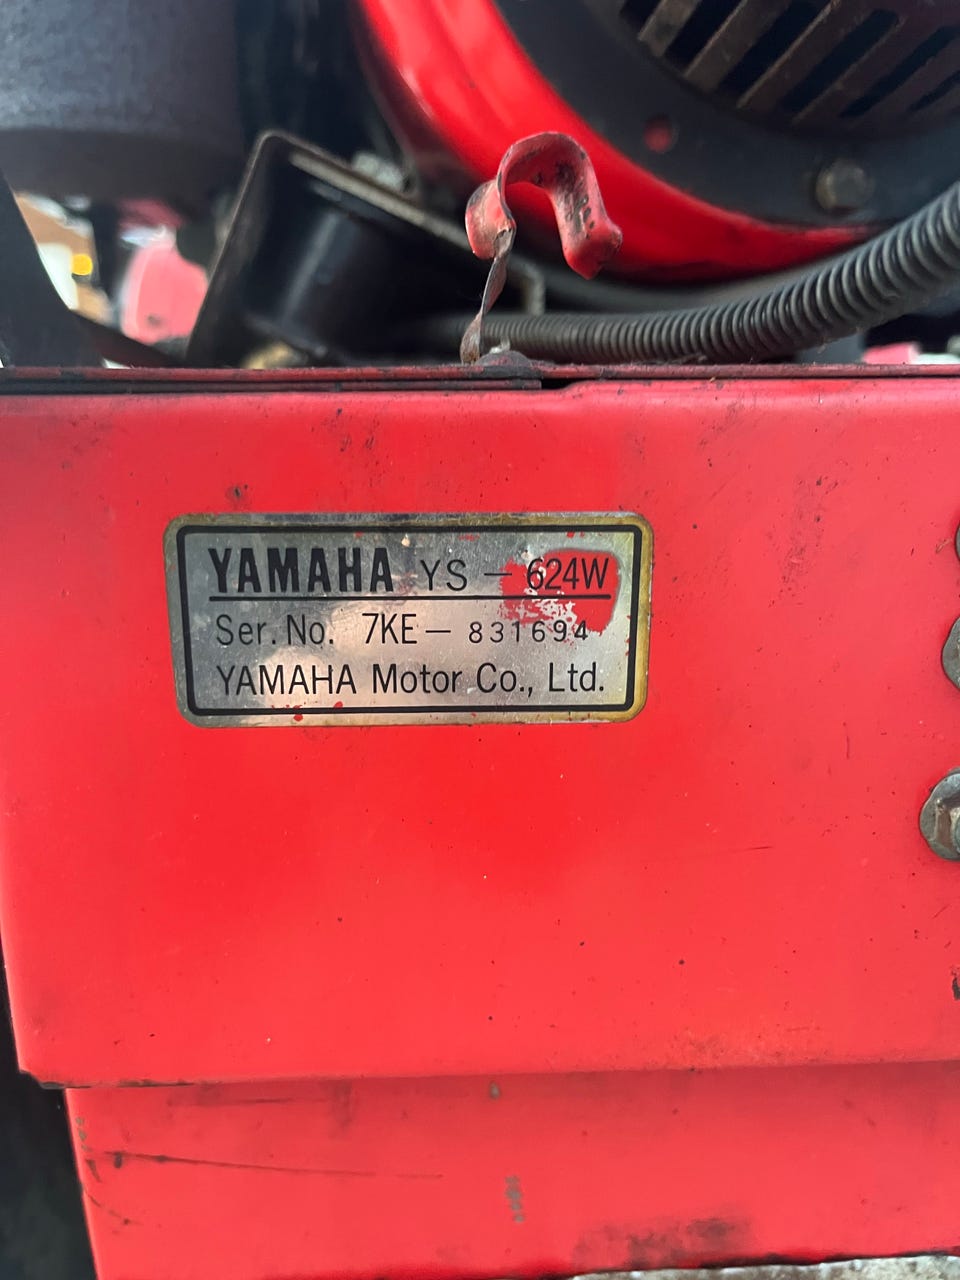 YAMAHA YS - 624W
Ser. No. 7KE - 831694
YAMAHA Motor Co., Ltd.